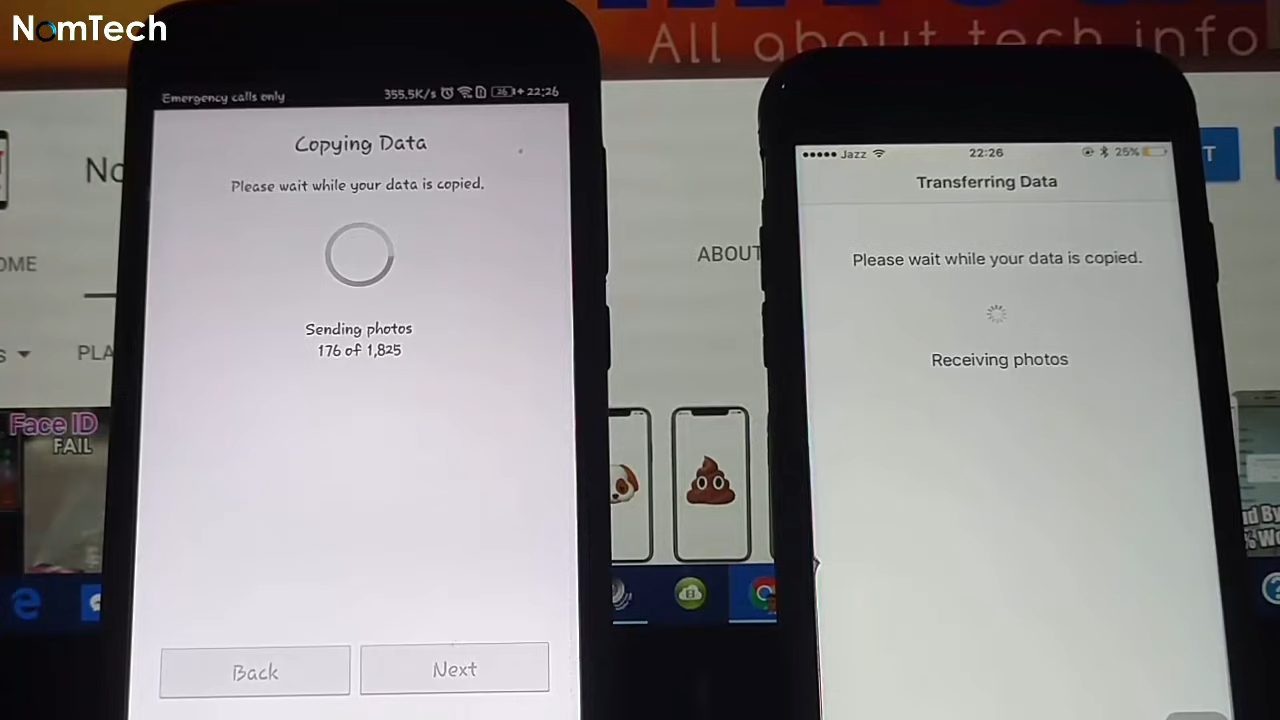 NomTech
All about tech info
Emergency calls only 355.5K/s 26 22:26
Copying Data
Please wait while your data is copied.
Sending photos
176 of 1,825
Back Next
Jazz 22:26 25%
Transferring Data
Please wait while your data is copied.
Receiving photos
No
OME
ABOUT
PLA
Face ID
FAIL
T